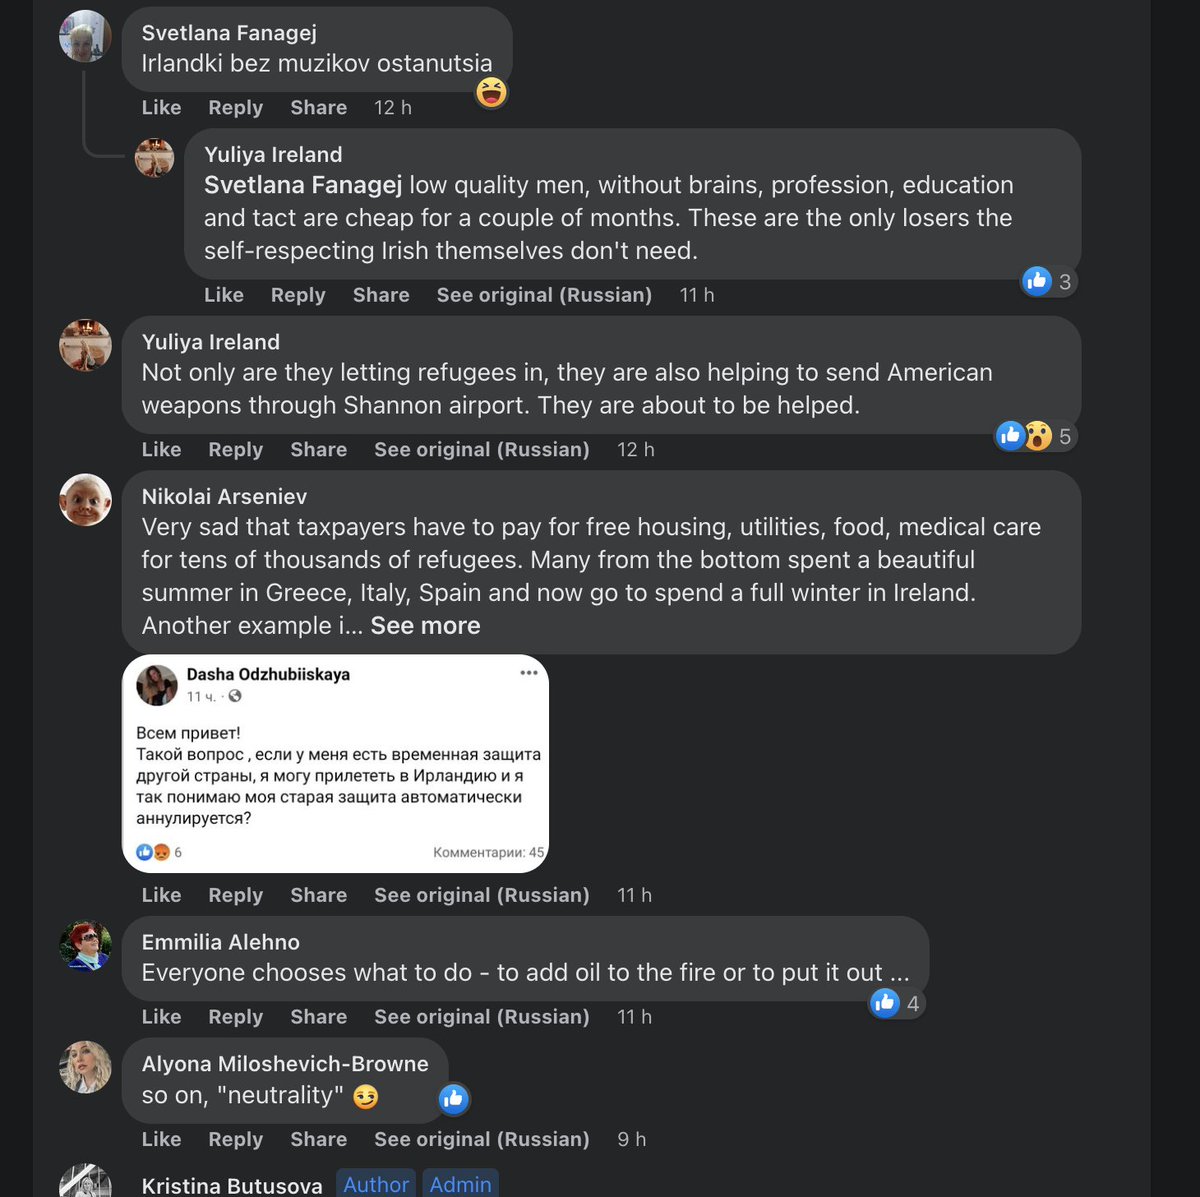 Svetlana Fanagej
Irlandki bez muzikov ostanutsia
Like Reply Share 12 h
Yuliya Ireland
Svetlana Fanagej low quality men, without brains, profession, education
and tact are cheap for a couple of months. These are the only losers the
self-respecting Irish themselves don't need.
Like Reply Share See original (Russian) 11 h
3
Yuliya Ireland
Not only are they letting refugees in, they are also helping to send American
weapons through Shannon airport. They are about to be helped.
5
Like Reply Share See original (Russian) 12 h
Nikolai Arseniev
Very sad that taxpayers have to pay for free housing, utilities, food, medical care
for tens of thousands of refugees. Many from the bottom spent a beautiful
summer in Greece, Italy, Spain and now go to spend a full winter in Ireland.
Another example i... See more
Dasha Odzhubiiskaya
11 ч. ·
Всем привет!
Такой вопрос , если у меня есть временная защита
другой страны, я могу прилететь в Ирландию и я
так понимаю моя старая защита автоматически
аннулируется?
6 Комментарии: 45
Like Reply Share See original (Russian) 11 h
Emmilia Alehno
Everyone chooses what to do - to add oil to the fire or to put it out ...
4
Like Reply Share See original (Russian) 11 h
Alyona Miloshevich-Browne
so on, "neutrality" 😏
Like Reply Share See original (Russian) 9 h
Kristina Butusova Author Admin